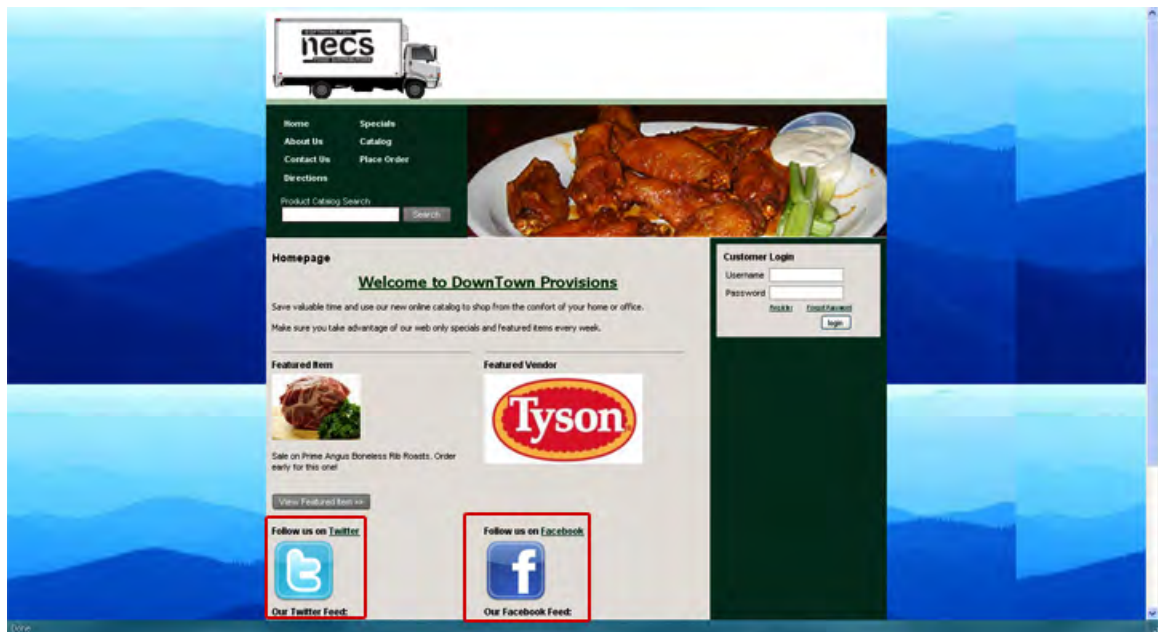 SOFTWARE FOR
necs
FOOD DISTRIBUTORS
Home
Specials
About Us
Catalog
Contact Us
Place Order
Directions
Product Catalog Search
Search
Homepage
Welcome to DownTown Provisions
Save valuable time and use our new online catalog to shop from the comfort of your home or office.
Make sure you take advantage of our web only specials and featured items every week.
Customer Login
Username
Password
Register
Forgot Password
login
Featured Item
Featured Vendor
Tyson
Sale on Prime Angus Boneless Rib Roasts. Order
early for this one!
View Featured Item >>
Follow us on Twitter
Follow us on Facebook
t
f
Our Twitter Feed:
Our Facebook Feed:
Done